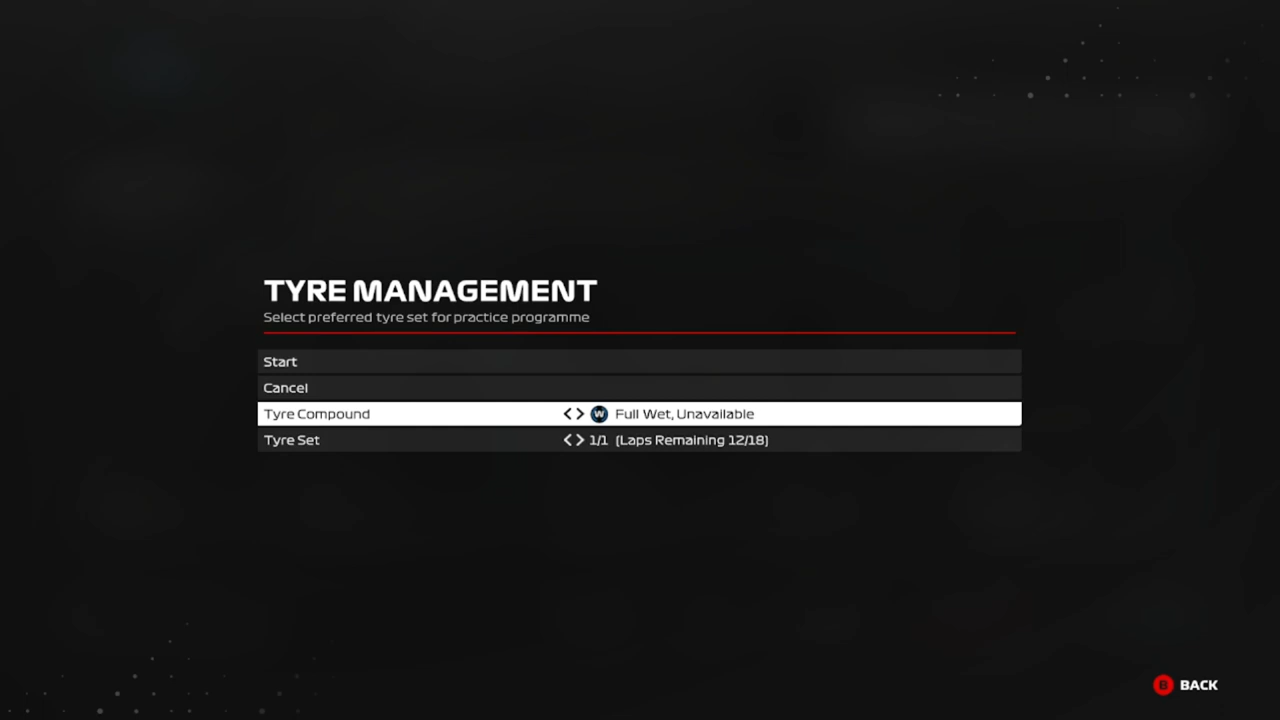 TYRE MANAGEMENT
Select preferred tyre set for practice programme
Start
Cancel
Tyre Compound < > W Full Wet, Unavailable
Tyre Set < > 1/1 (Laps Remaining 12/18)
B BACK